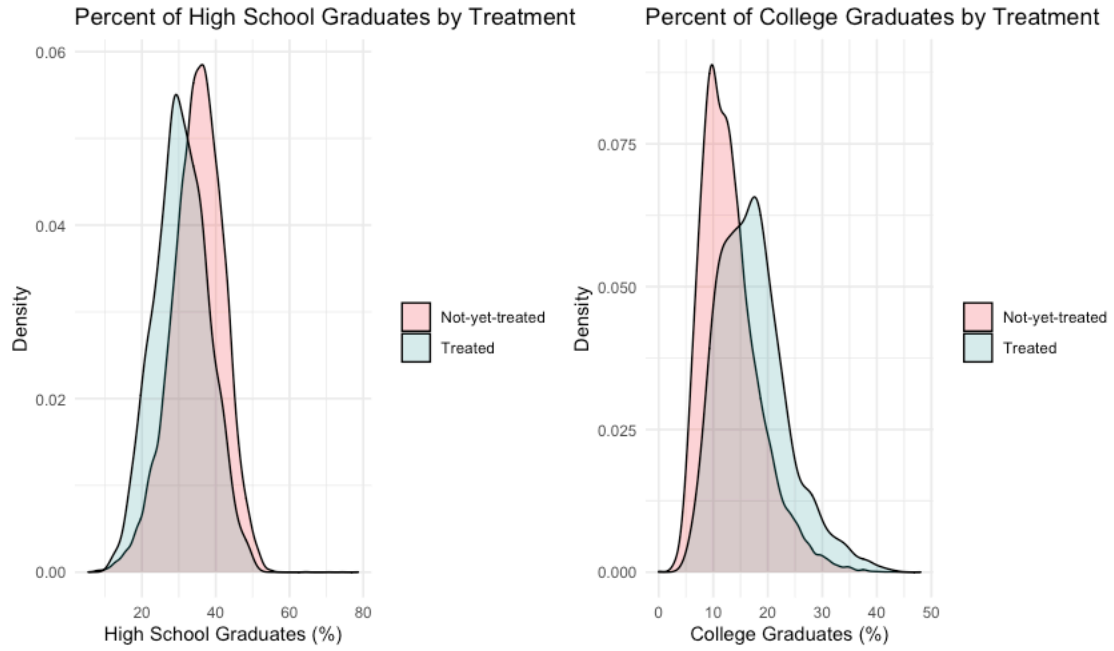 Percent of High School Graduates by Treatment
0.06
0.04
0.02
0.00
Density
20 40 60 80
High School Graduates (%)
Not-yet-treated
Treated
Percent of College Graduates by Treatment
0.075
0.050
0.025
0.000
Density
0 10 20 30 40 50
College Graduates (%)
Not-yet-treated
Treated